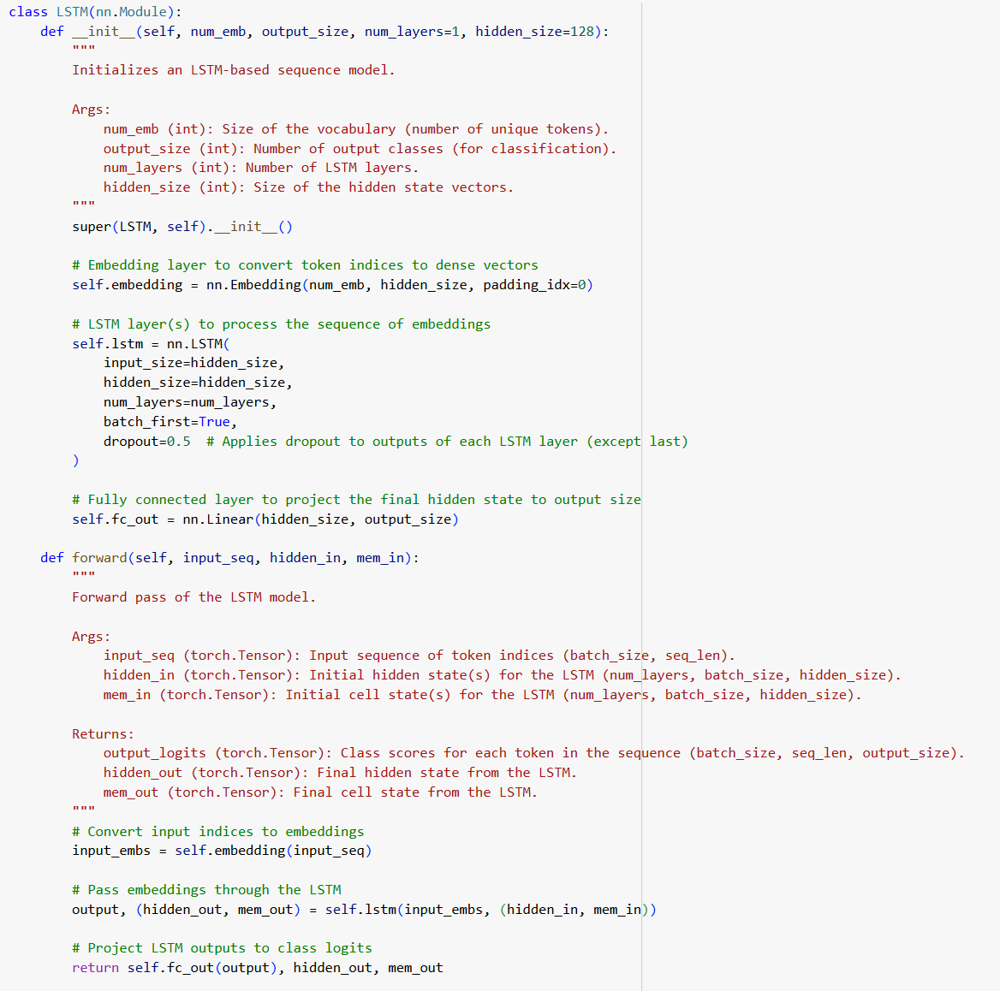 class LSTM(nn.Module):
    def __init__(self, num_emb, output_size, num_layers=1, hidden_size=128):
        """
        Initializes an LSTM-based sequence model.

        Args:
            num_emb (int): Size of the vocabulary (number of unique tokens).
            output_size (int): Number of output classes (for classification).
            num_layers (int): Number of LSTM layers.
            hidden_size (int): Size of the hidden state vectors.
        """
        super(LSTM, self).__init__()

        # Embedding layer to convert token indices to dense vectors
        self.embedding = nn.Embedding(num_emb, hidden_size, padding_idx=0)

        # LSTM layer(s) to process the sequence of embeddings
        self.lstm = nn.LSTM(
            input_size=hidden_size,
            hidden_size=hidden_size,
            num_layers=num_layers,
            batch_first=True,
            dropout=0.5  # Applies dropout to outputs of each LSTM layer (except last)
        )

        # Fully connected layer to project the final hidden state to output size
        self.fc_out = nn.Linear(hidden_size, output_size)

    def forward(self, input_seq, hidden_in, mem_in):
        """
        Forward pass of the LSTM model.

        Args:
            input_seq (torch.Tensor): Input sequence of token indices (batch_size, seq_len).
            hidden_in (torch.Tensor): Initial hidden state(s) for the LSTM (num_layers, batch_size, hidden_size).
            mem_in (torch.Tensor): Initial cell state(s) for the LSTM (num_layers, batch_size, hidden_size).

        Returns:
            output_logits (torch.Tensor): Class scores for each token in the sequence (batch_size, seq_len, output_size).
            hidden_out (torch.Tensor): Final hidden state from the LSTM.
            mem_out (torch.Tensor): Final cell state from the LSTM.
        """
        # Convert input indices to embeddings
        input_embs = self.embedding(input_seq)

        # Pass embeddings through the LSTM
        output, (hidden_out, mem_out) = self.lstm(input_embs, (hidden_in, mem_in))

        # Project LSTM outputs to class logits
        return self.fc_out(output), hidden_out, mem_out